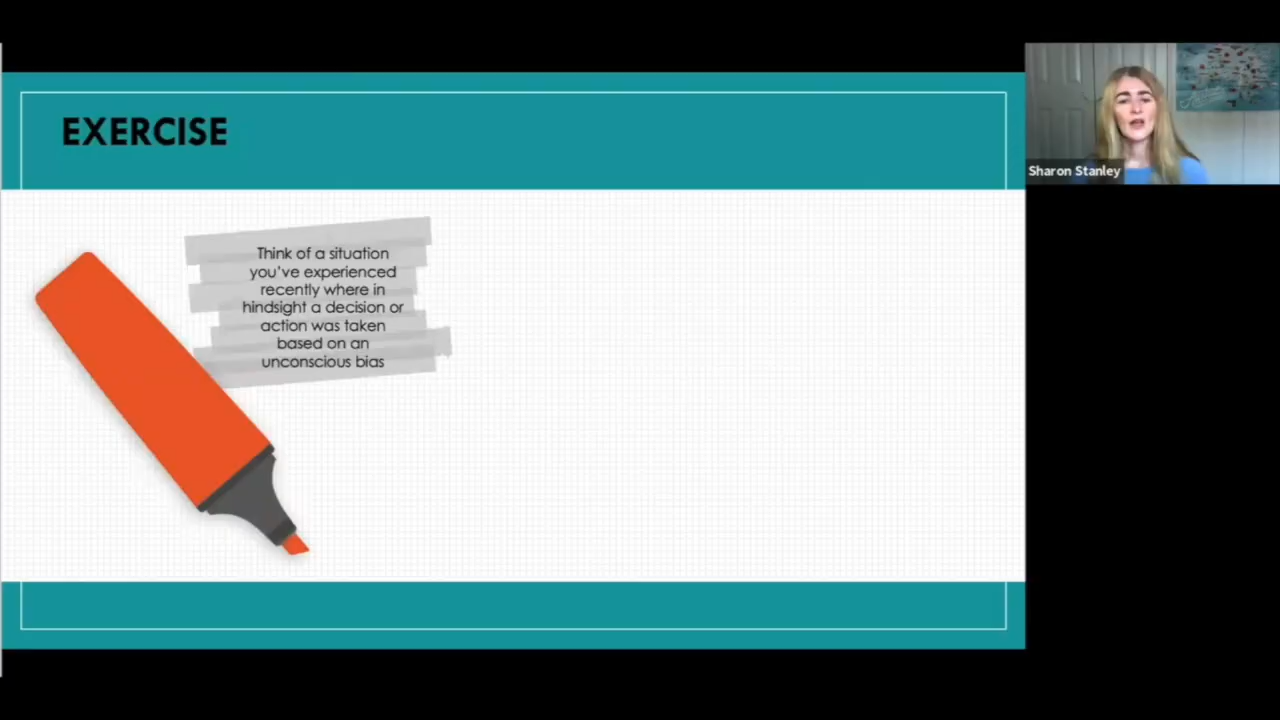 EXERCISE
Think of a situation
you've experienced
recently where in
hindsight a decision or
action was taken
based on an
unconscious bias
Sharon Stanley